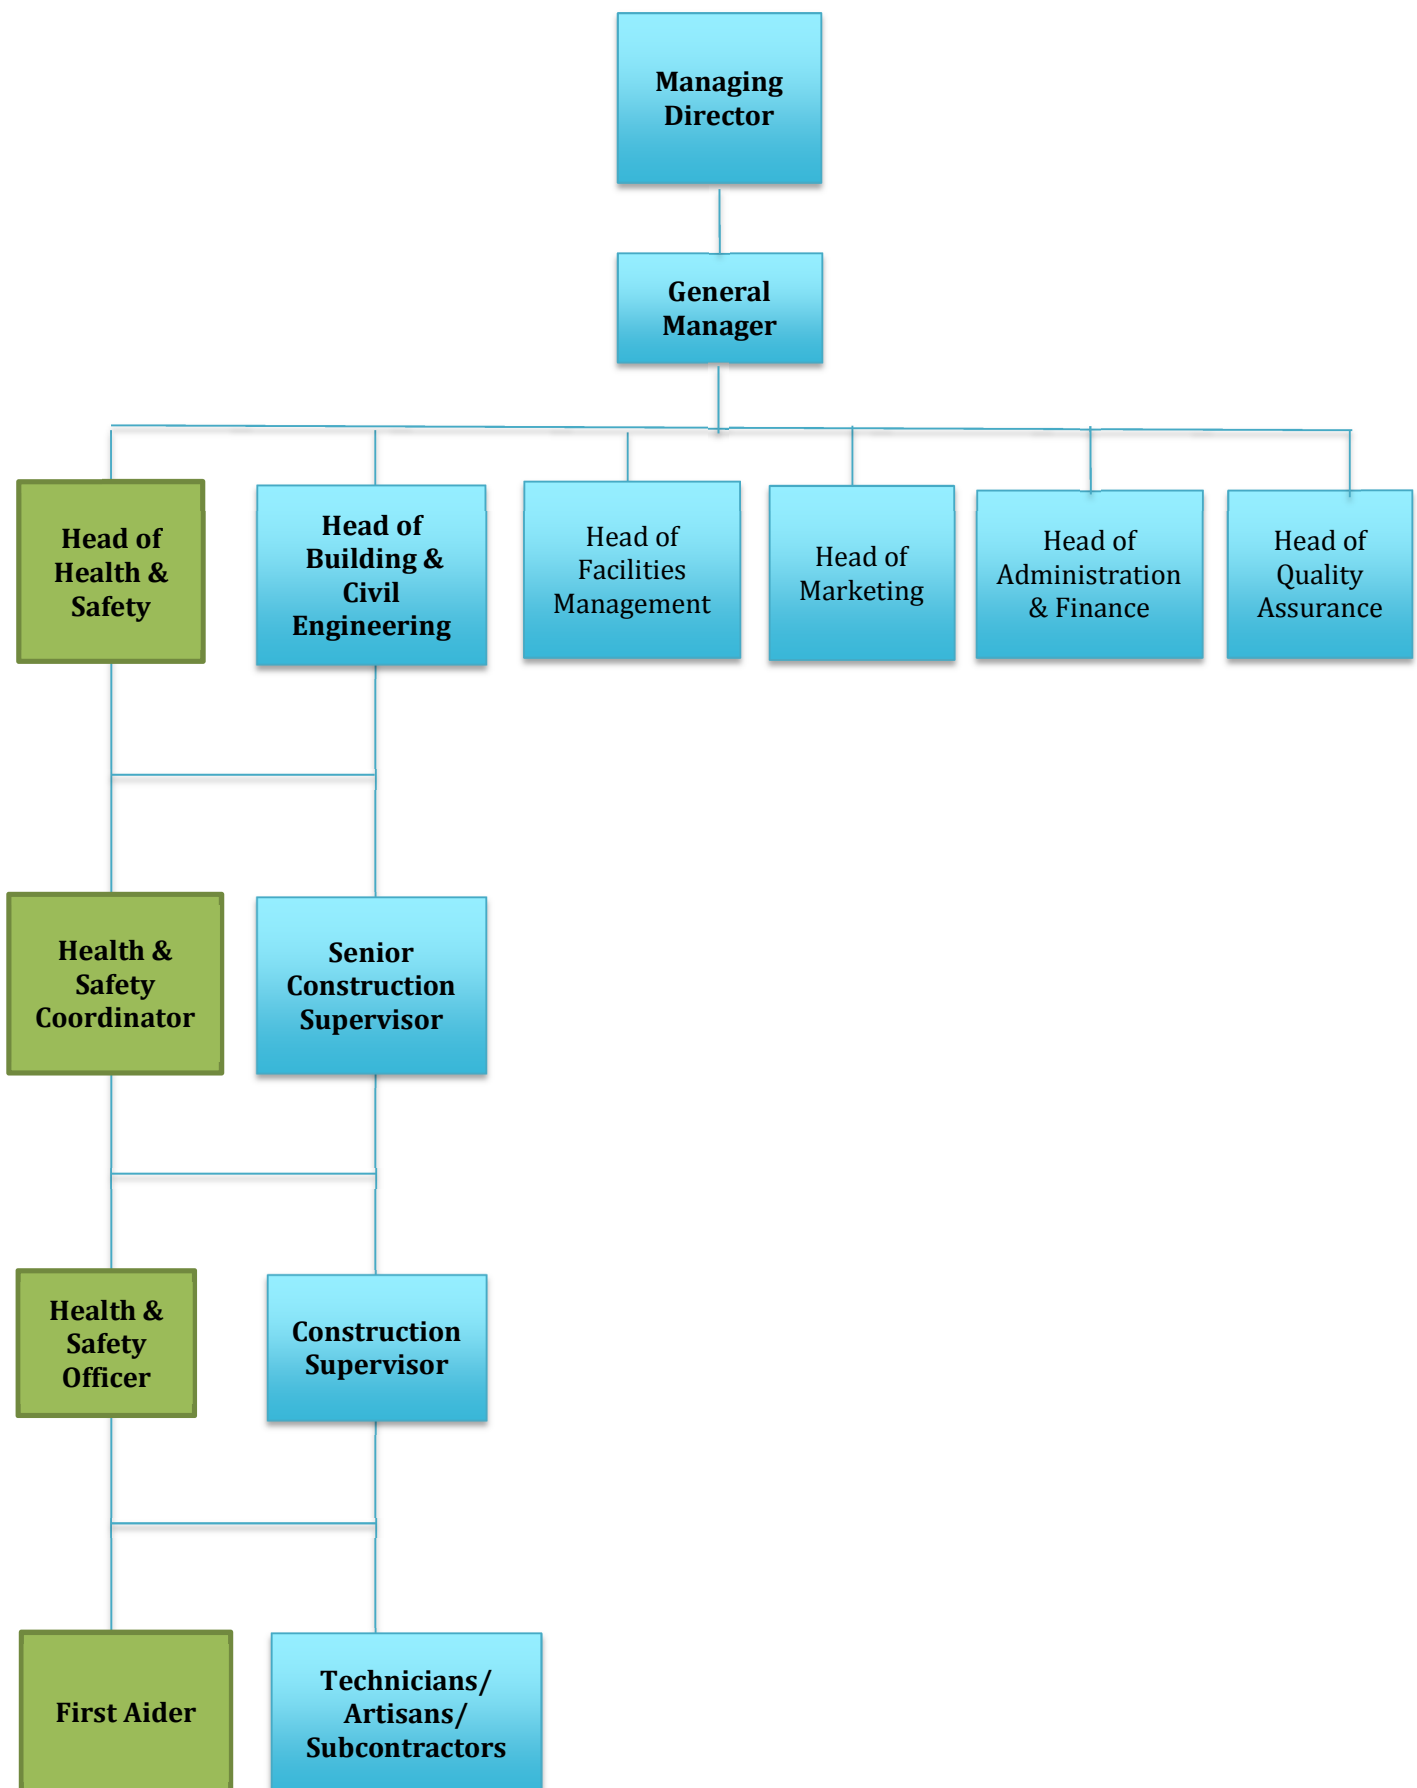 Managing
Director
General
Manager
Head of
Health &
Safety
Head of
Building &
Civil
Engineering
Head of
Facilities
Management
Head of
Marketing
Head of
Administration
& Finance
Head of
Quality
Assurance
Health &
Safety
Coordinator
Senior
Construction
Supervisor
Health &
Safety
Officer
Construction
Supervisor
First Aider
Technicians/
Artisans/
Subcontractors